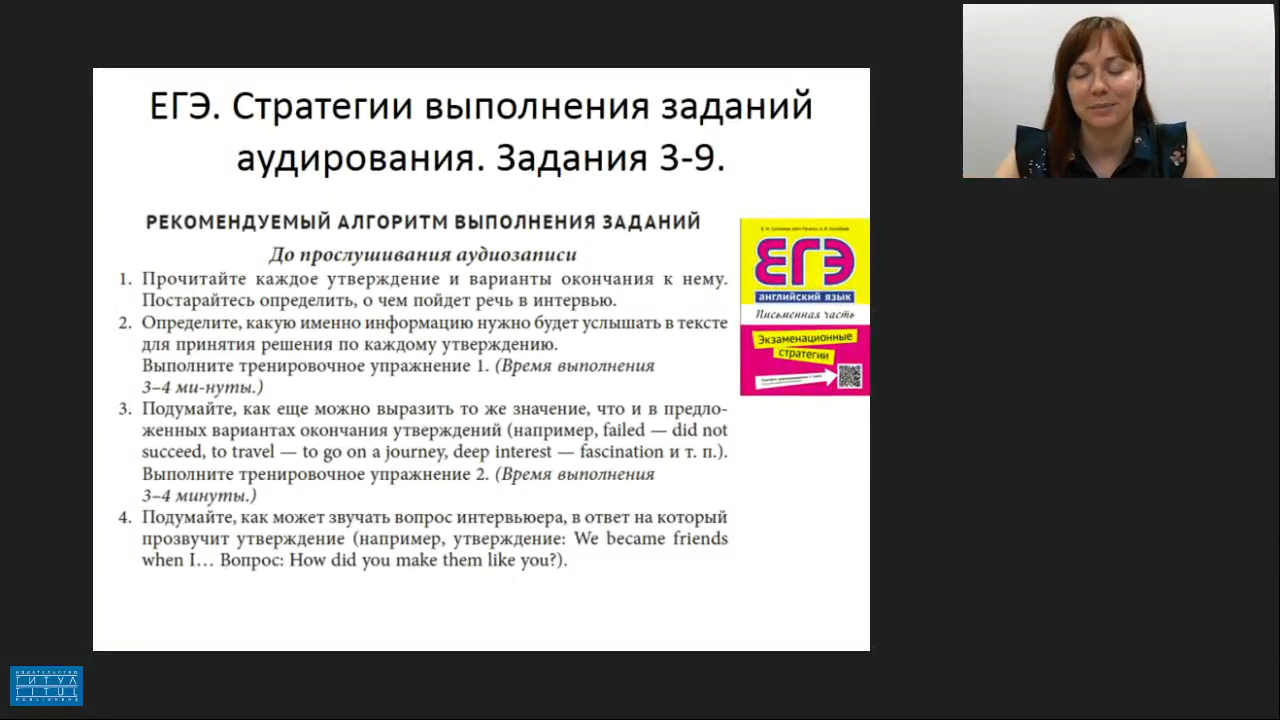 ЕГЭ. Стратегии выполнения заданий
аудирования. Задания 3-9.
РЕКОМЕНДУЕМЫЙ АЛГОРИТМ ВЫПОЛНЕНИЯ ЗАДАНИЙ
До прослушивания аудиозаписи
1. Прочитайте каждое утверждение и варианты окончания к нему.
Постарайтесь определить, о чем пойдет речь в интервью.
2. Определите, какую именно информацию нужно будет услышать в тексте
для принятия решения по каждому утверждению.
Выполните тренировочное упражнение 1. (Время выполнения
3–4 ми-нуты.)
3. Подумайте, как еще можно выразить то же значение, что и в предло-
женных вариантах окончания утверждений (например, failed — did not
succeed, to travel — to go on a journey, deep interest — fascination и т. п.).
Выполните тренировочное упражнение 2. (Время выполнения
3–4 минуты.)
4. Подумайте, как может звучать вопрос интервьюера, в ответ на который
прозвучит утверждение (например, утверждение: We became friends
when I… Вопрос: How did you make them like you?).
ЕГЭ
английский язык
Письменная часть
Экзаменационные
стратегии
ИЗДАТЕЛЬСТВО
ТИТУЛ
TITUL
PUBLISHERS